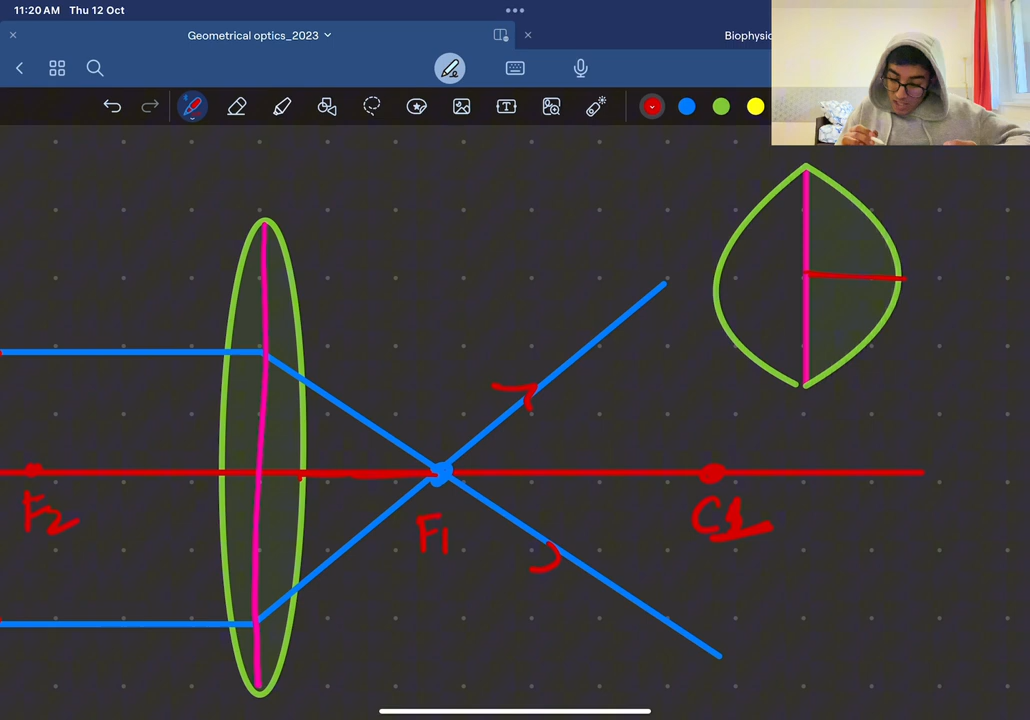 11:20 AM Thu 12 Oct
Geometrical optics_2023
Biophysic
F2
F1
C1